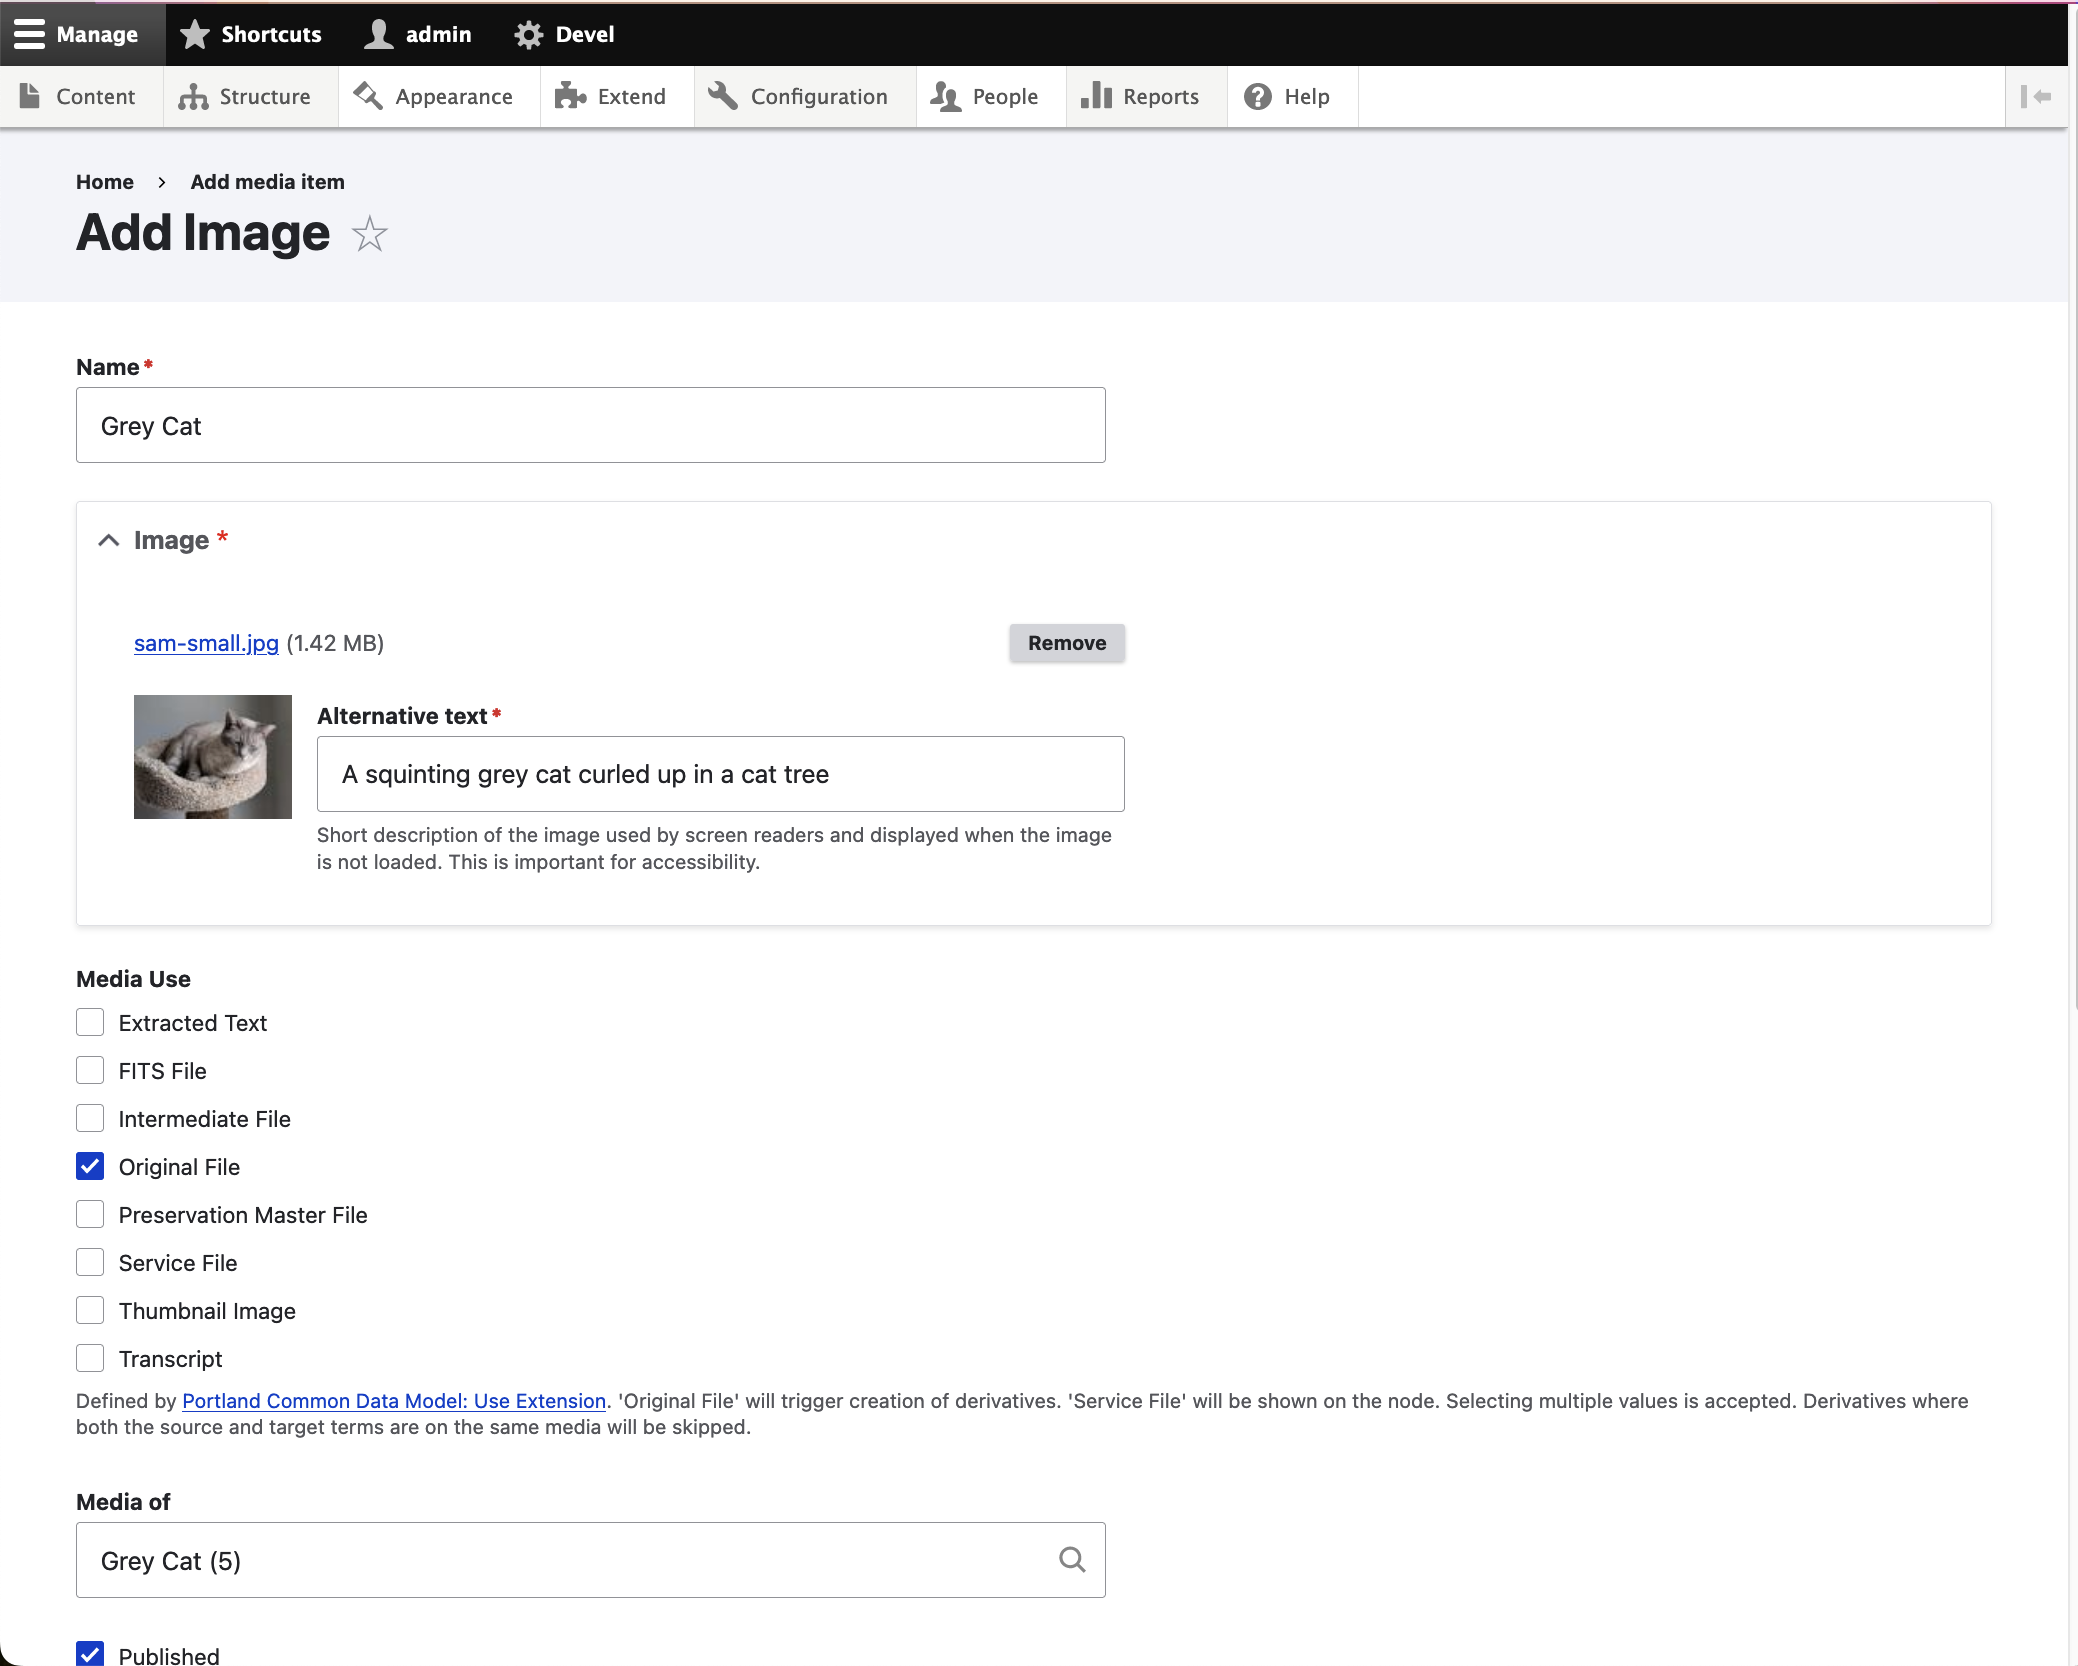 Manage Shortcuts admin Devel
Content Structure Appearance Extend Configuration People Reports Help
Home › Add media item
Add Image
Name*
Grey Cat
Image *
sam-small.jpg (1.42 MB) Remove
Alternative text*
A squinting grey cat curled up in a cat tree
Short description of the image used by screen readers and displayed when the image
is not loaded. This is important for accessibility.
Media Use
Extracted Text
FITS File
Intermediate File
Original File
Preservation Master File
Service File
Thumbnail Image
Transcript
Defined by Portland Common Data Model: Use Extension. 'Original File' will trigger creation of derivatives. 'Service File' will be shown on the node. Selecting multiple values is accepted. Derivatives where
both the source and target terms are on the same media will be skipped.
Media of
Grey Cat (5)
Published